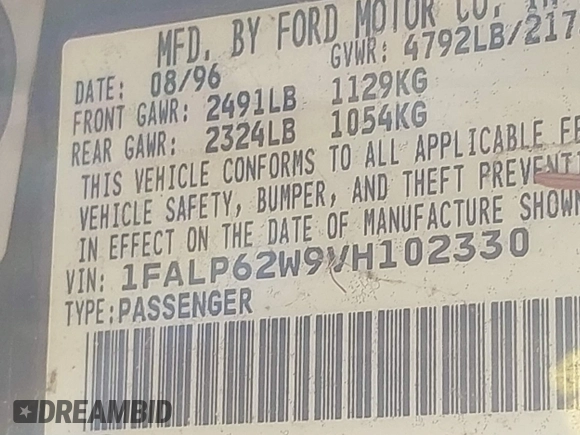 MFD. BY FORD MOTOR CO.
DATE: 08/96 GVWR: 4792LB/217
FRONT GAWR: 2491LB 1129KG
REAR GAWR: 2324LB 1054KG
THIS VEHICLE CONFORMS TO ALL APPLICABLE FE
VEHICLE SAFETY, BUMPER, AND THEFT PREVENTI
IN EFFECT ON THE DATE OF MANUFACTURE SHOWN
VIN: 1FALP62W9VH102330
TYPE:PASSENGER
DREAMBID